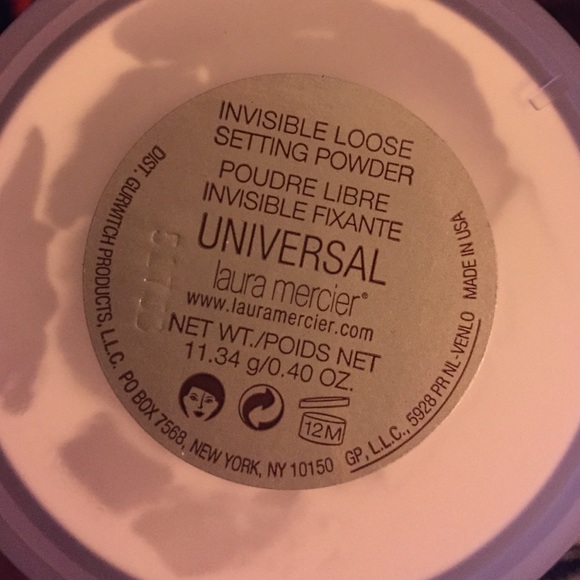 INVISIBLE LOOSE
SETTING POWDER
POUDRE LIBRE
INVISIBLE FIXANTE
UNIVERSAL
laura mercier®
www.lauramercier.com
NET WT./POIDS NET
11.34 g/0.40 OZ.
12M
DIST. GURWITCH PRODUCTS, L.L.C. PO BOX 7568, NEW YORK, NY 10150
GP, L.L.C., 5928 PR NL-VENLO MADE IN USA